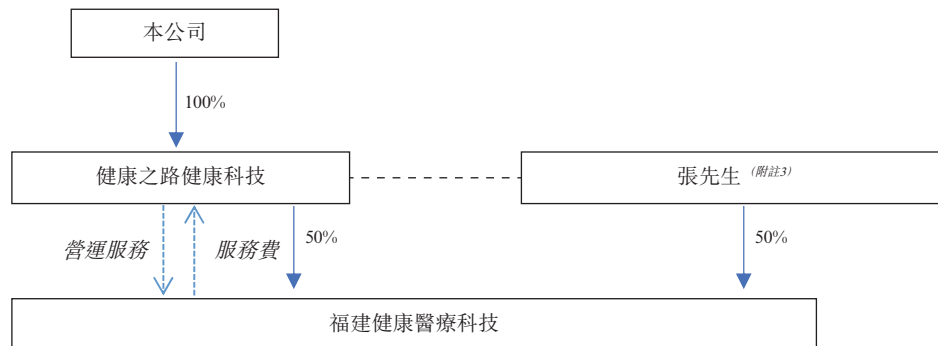 本公司
100%
健康之路健康科技
張先生 (附註3)
營運服務
服務費
50%
50%
福建健康醫療科技